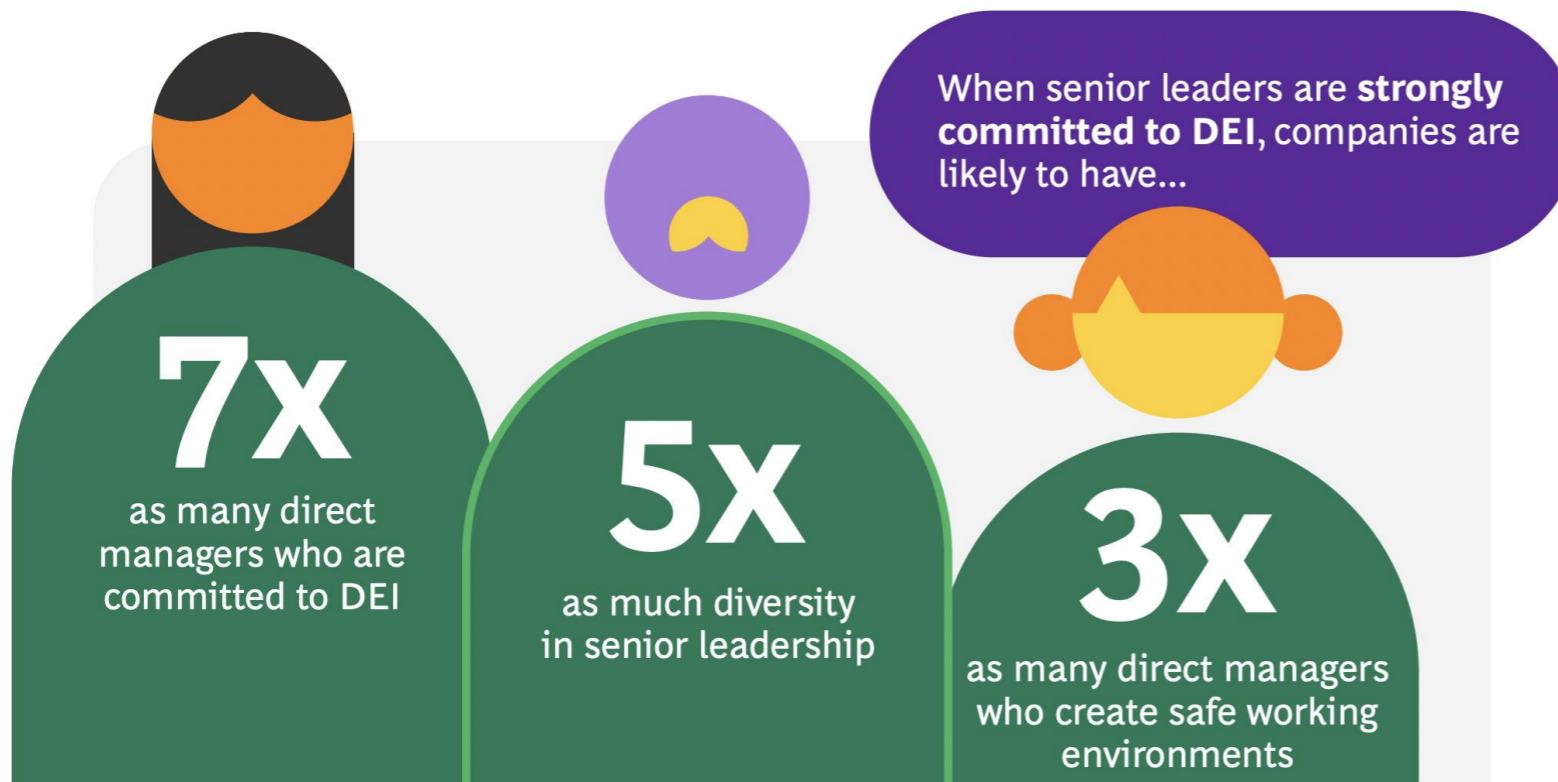 When senior leaders are strongly
committed to DEI, companies are
likely to have...
7x
as many direct
managers who are
committed to DEI
5x
as much diversity
in senior leadership
3x
as many direct managers
who create safe working
environments